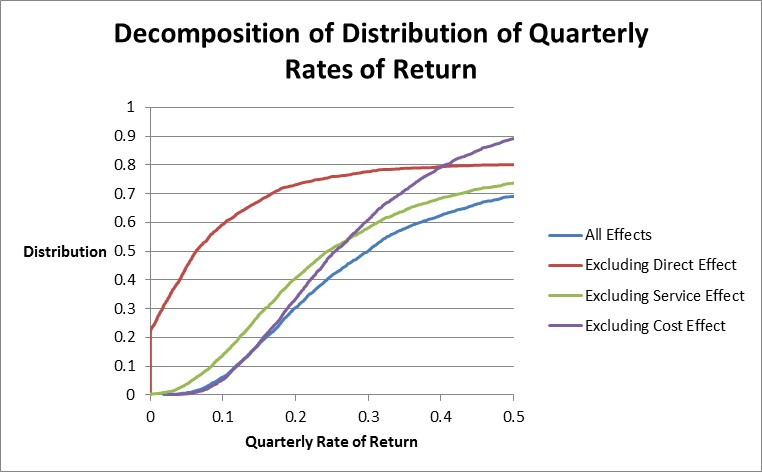 Decomposition of Distribution of Quarterly
Rates of Return
1
0.9
0.8
0.7
0.6
Distribution 0.5
0.4
0.3
0.2
0.1
0
0 0.1 0.2 0.3 0.4 0.5
Quarterly Rate of Return
All Effects
Excluding Direct Effect
Excluding Service Effect
Excluding Cost Effect